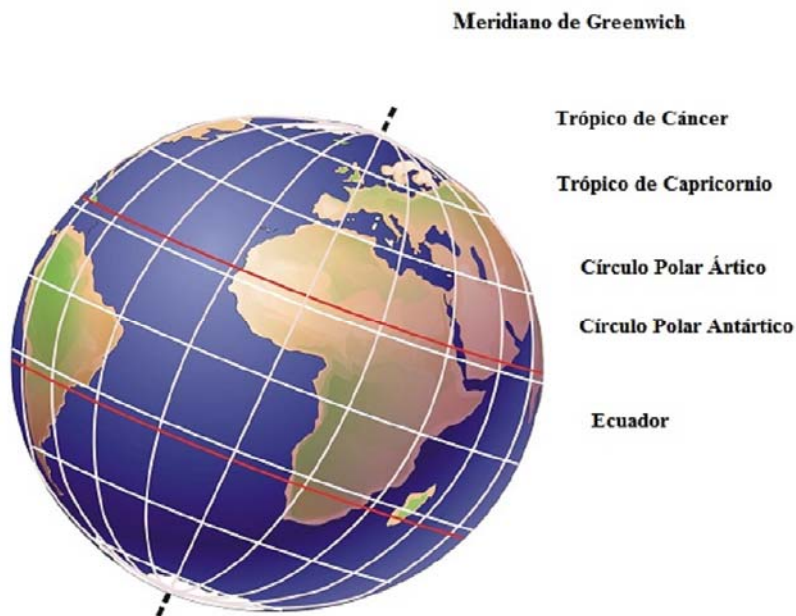 Meridiano de Greenwich
Trópico de Cáncer
Trópico de Capricornio
Círculo Polar Ártico
Círculo Polar Antártico
Ecuador